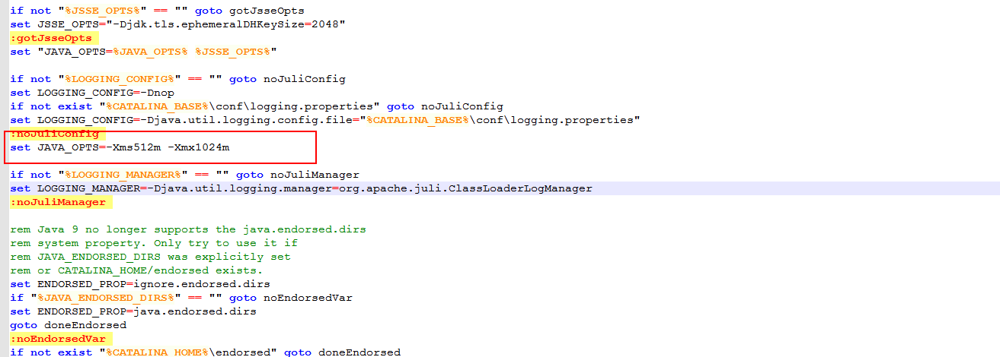 if not "%JSSE_OPTS%" == "" goto gotJsseOpts
set JSSE_OPTS="-Djdk.tls.ephemeralDHKeySize=2048"
:gotJsseOpts
set "JAVA_OPTS=%JAVA_OPTS% %JSSE_OPTS%"
if not "%LOGGING_CONFIG%" == "" goto noJuliConfig
set LOGGING_CONFIG=-Dnop
if not exist "%CATALINA_BASE%\conf\logging.properties" goto noJuliConfig
set LOGGING_CONFIG=-Djava.util.logging.config.file="%CATALINA_BASE%\conf\logging.properties"
:noJuliConfig
set JAVA_OPTS=-Xms512m -Xmx1024m
if not "%LOGGING_MANAGER%" == "" goto noJuliManager
set LOGGING_MANAGER=-Djava.util.logging.manager=org.apache.juli.ClassLoaderLogManager
:noJuliManager
rem Java 9 no longer supports the java.endorsed.dirs
rem system property. Only try to use it if
rem JAVA_ENDORSED_DIRS was explicitly set
rem or CATALINA_HOME/endorsed exists.
set ENDORSED_PROP=ignore.endorsed.dirs
if "%JAVA_ENDORSED_DIRS%" == "" goto noEndorsedVar
set ENDORSED_PROP=java.endorsed.dirs
goto doneEndorsed
:noEndorsedVar
if not exist "%CATALINA_HOME%\endorsed" goto doneEndorsed